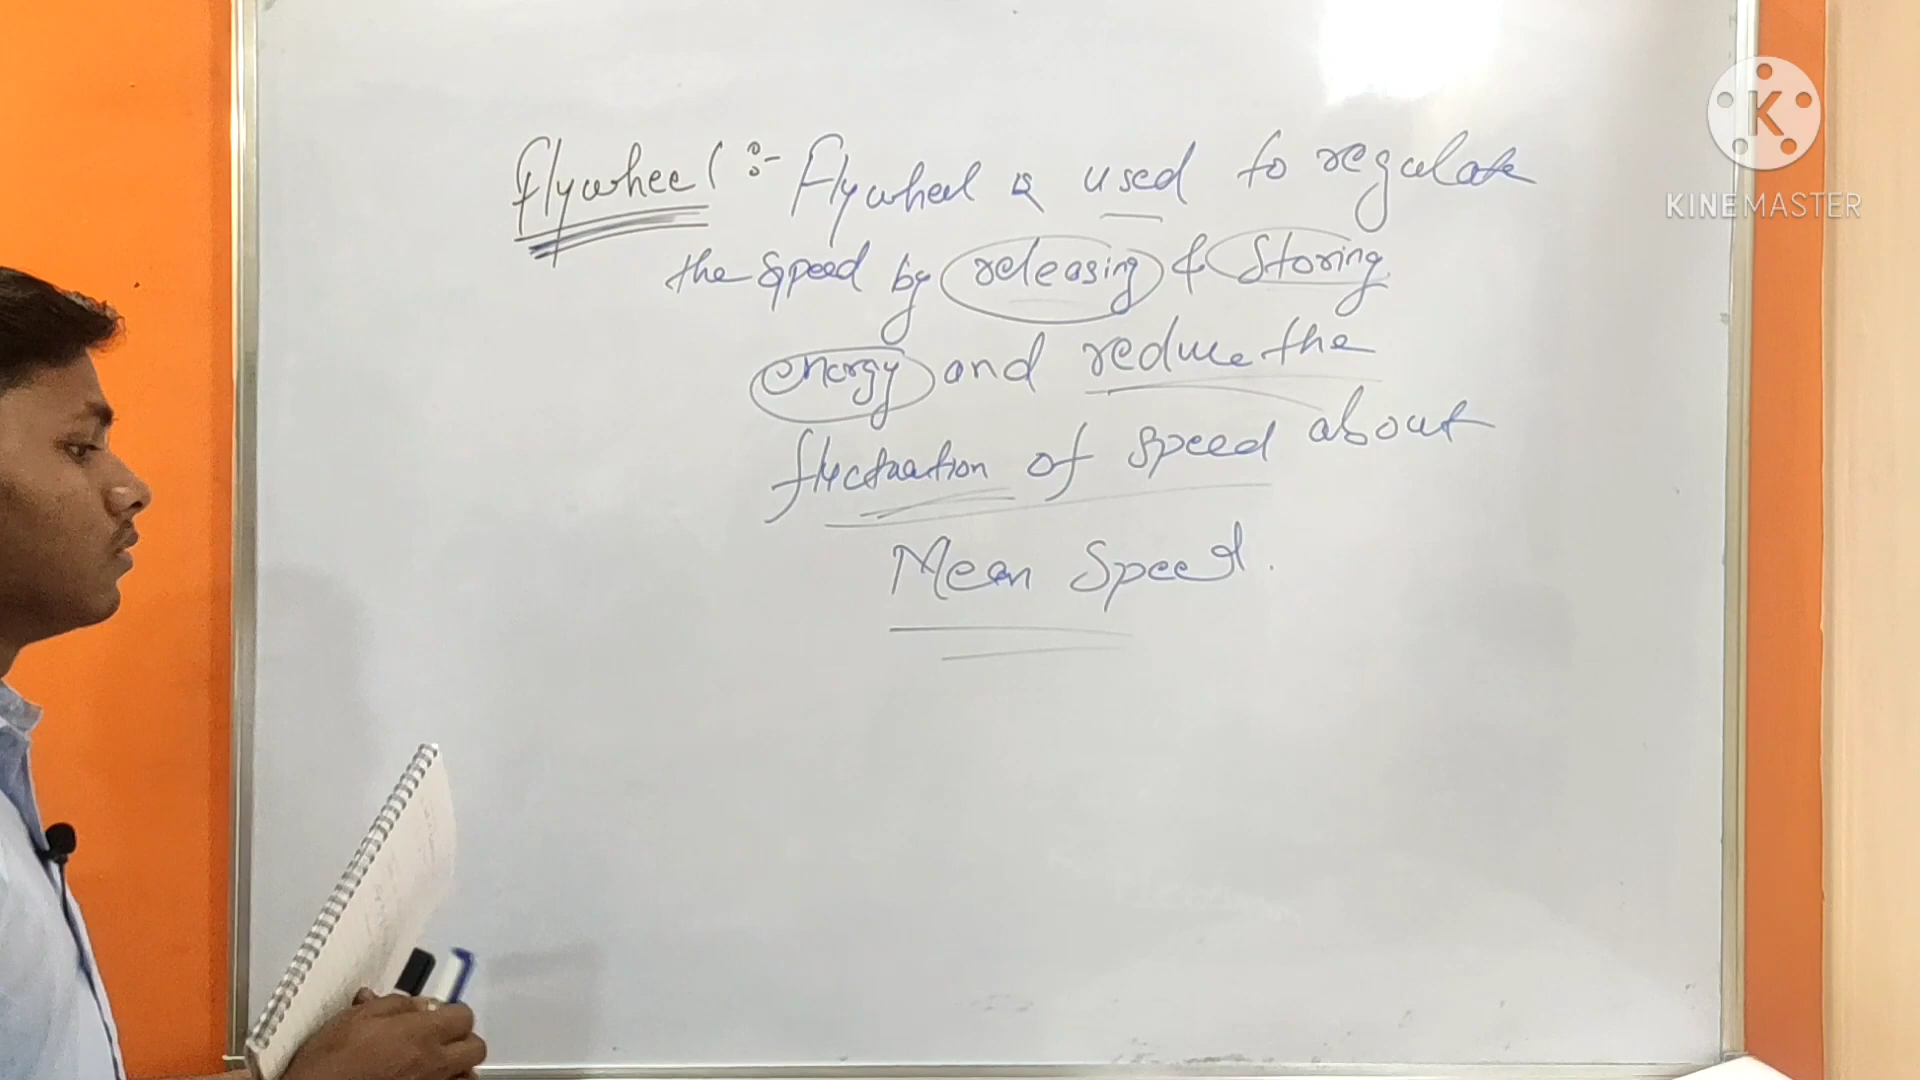 Flywheel :- Flywheel is used to regulate
the speed by releasing & storing
energy and reduce the
fluctuation of speed about
Mean Speed.
K
KINEMASTER